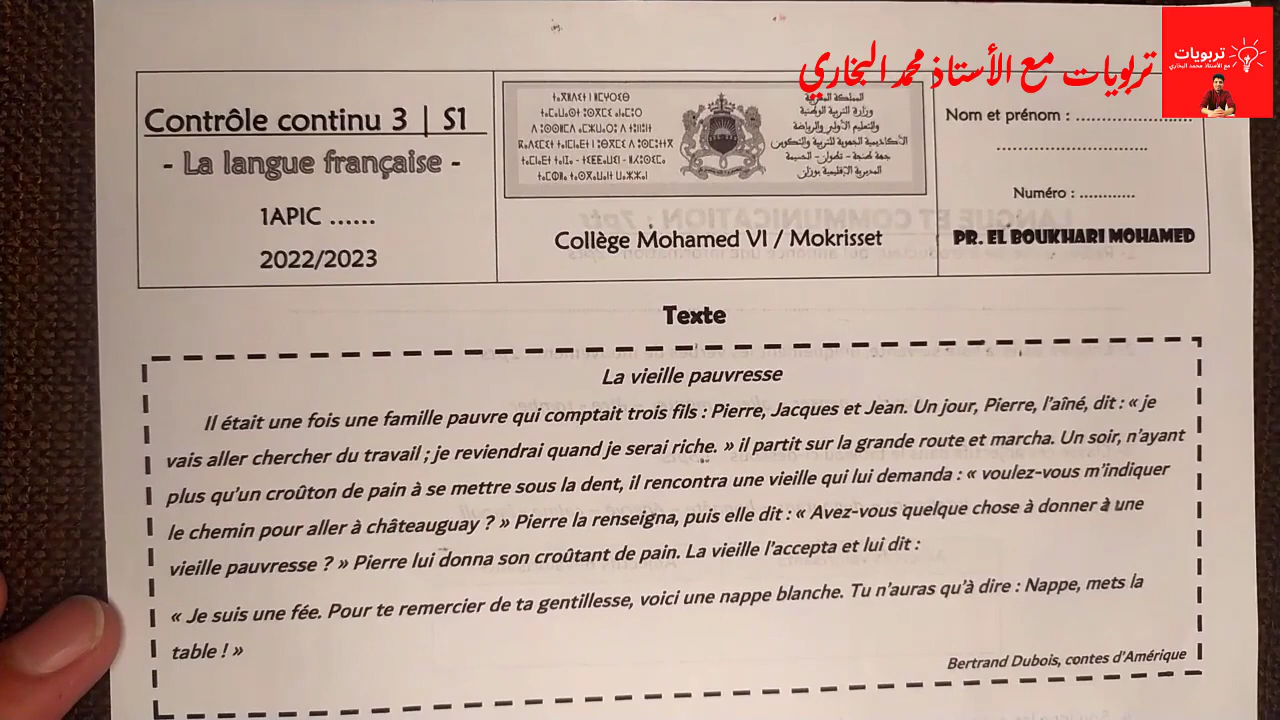 تربويات مع الأستاذ محمد البخاري
تربويات
مع الأستاذ محمد البخاري
Contrôle continu 3 | S1
- La langue française -
1APIC ......
2022/2023
المملكة المغربية
وزارة التربية الوطنية
والتعليم الأولي والرياضة
الأكاديمية الجهوية للتربية والتكوين
جهة طنجة - تطوان - الحسيمة
المديرية الإقليمية بوزان
Collège Mohamed VI / Mokrisset
Nom et prénom : ........................
..............................
Numéro : ............
PR. EL BOUKHARI MOHAMED
Texte
La vieille pauvresse
Il était une fois une famille pauvre qui comptait trois fils : Pierre, Jacques et Jean. Un jour, Pierre, l'aîné, dit : « je
vais aller chercher du travail ; je reviendrai quand je serai riche. » il partit sur la grande route et marcha. Un soir, n'ayant
plus qu'un croûton de pain à se mettre sous la dent, il rencontra une vieille qui lui demanda : « voulez-vous m'indiquer
le chemin pour aller à châteauguay ? » Pierre la renseigna, puis elle dit : « Avez-vous quelque chose à donner à une
vieille pauvresse ? » Pierre lui donna son croûtant de pain. La vieille l'accepta et lui dit :
« Je suis une fée. Pour te remercier de ta gentillesse, voici une nappe blanche. Tu n'auras qu'à dire : Nappe, mets la
table ! »
Bertrand Dubois, contes d'Amérique